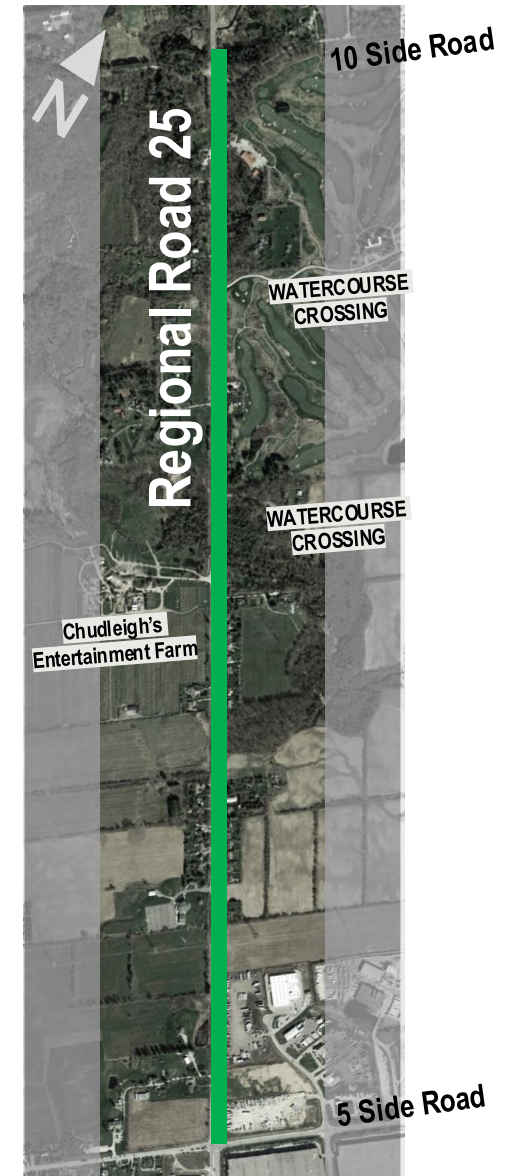 10 Side Road
N
Regional Road 25
WATERCOURSE
CROSSING
WATERCOURSE
CROSSING
Chudleigh's
Entertainment Farm
5 Side Road